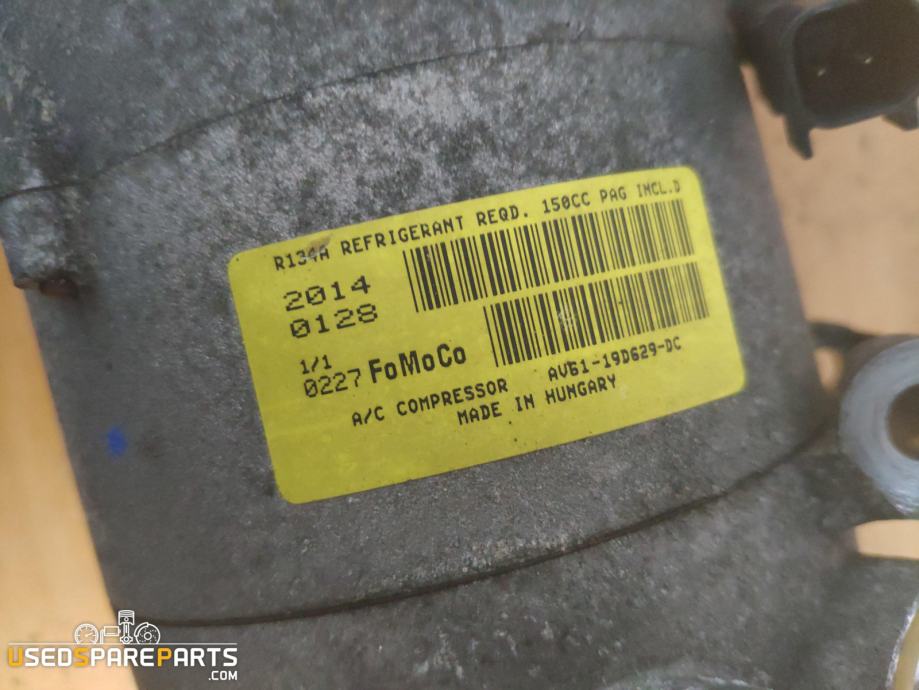 R134A REFRIGERANT REQD. 150CC PAG INCL.D
2014
0128
1/1
0227 FoMoCo
A/C COMPRESSOR AV61-19D629-DC
MADE IN HUNGARY
USEDSPAREPARTS
.COM